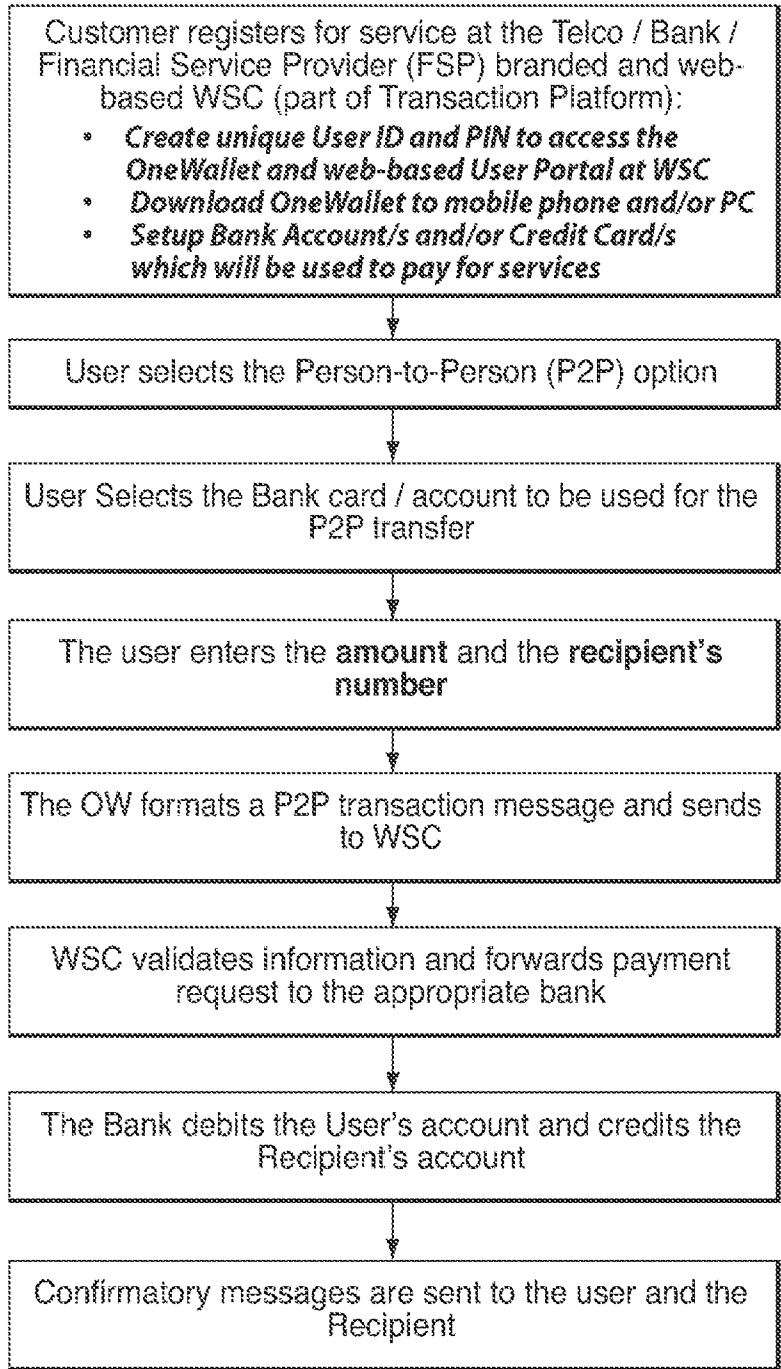 Customer registers for service at the Telco / Bank /
Financial Service Provider (FSP) branded and web-
based WSC (part of Transaction Platform):
• Create unique User ID and PIN to access the
OneWallet and web-based User Portal at WSC
• Download OneWallet to mobile phone and/or PC
• Setup Bank Account/s and/or Credit Card/s
which will be used to pay for services
User selects the Person-to-Person (P2P) option
User Selects the Bank card / account to be used for the
P2P transfer
The user enters the amount and the recipient's
number
The OW formats a P2P transaction message and sends
to WSC
WSC validates information and forwards payment
request to the appropriate bank
The Bank debits the User's account and credits the
Recipient's account
Confirmatory messages are sent to the user and the
Recipient